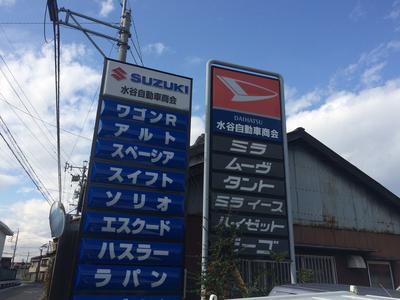 SUZUKI
水谷自動車商会
ワゴンR
アルト
スペーシア
スイフト
ソリオ
エスクード
ハスラー
ラパン
DAIHATSU
水谷自動車商会
ミラ
ムーヴ
タント
ミラ イース
ハイゼット